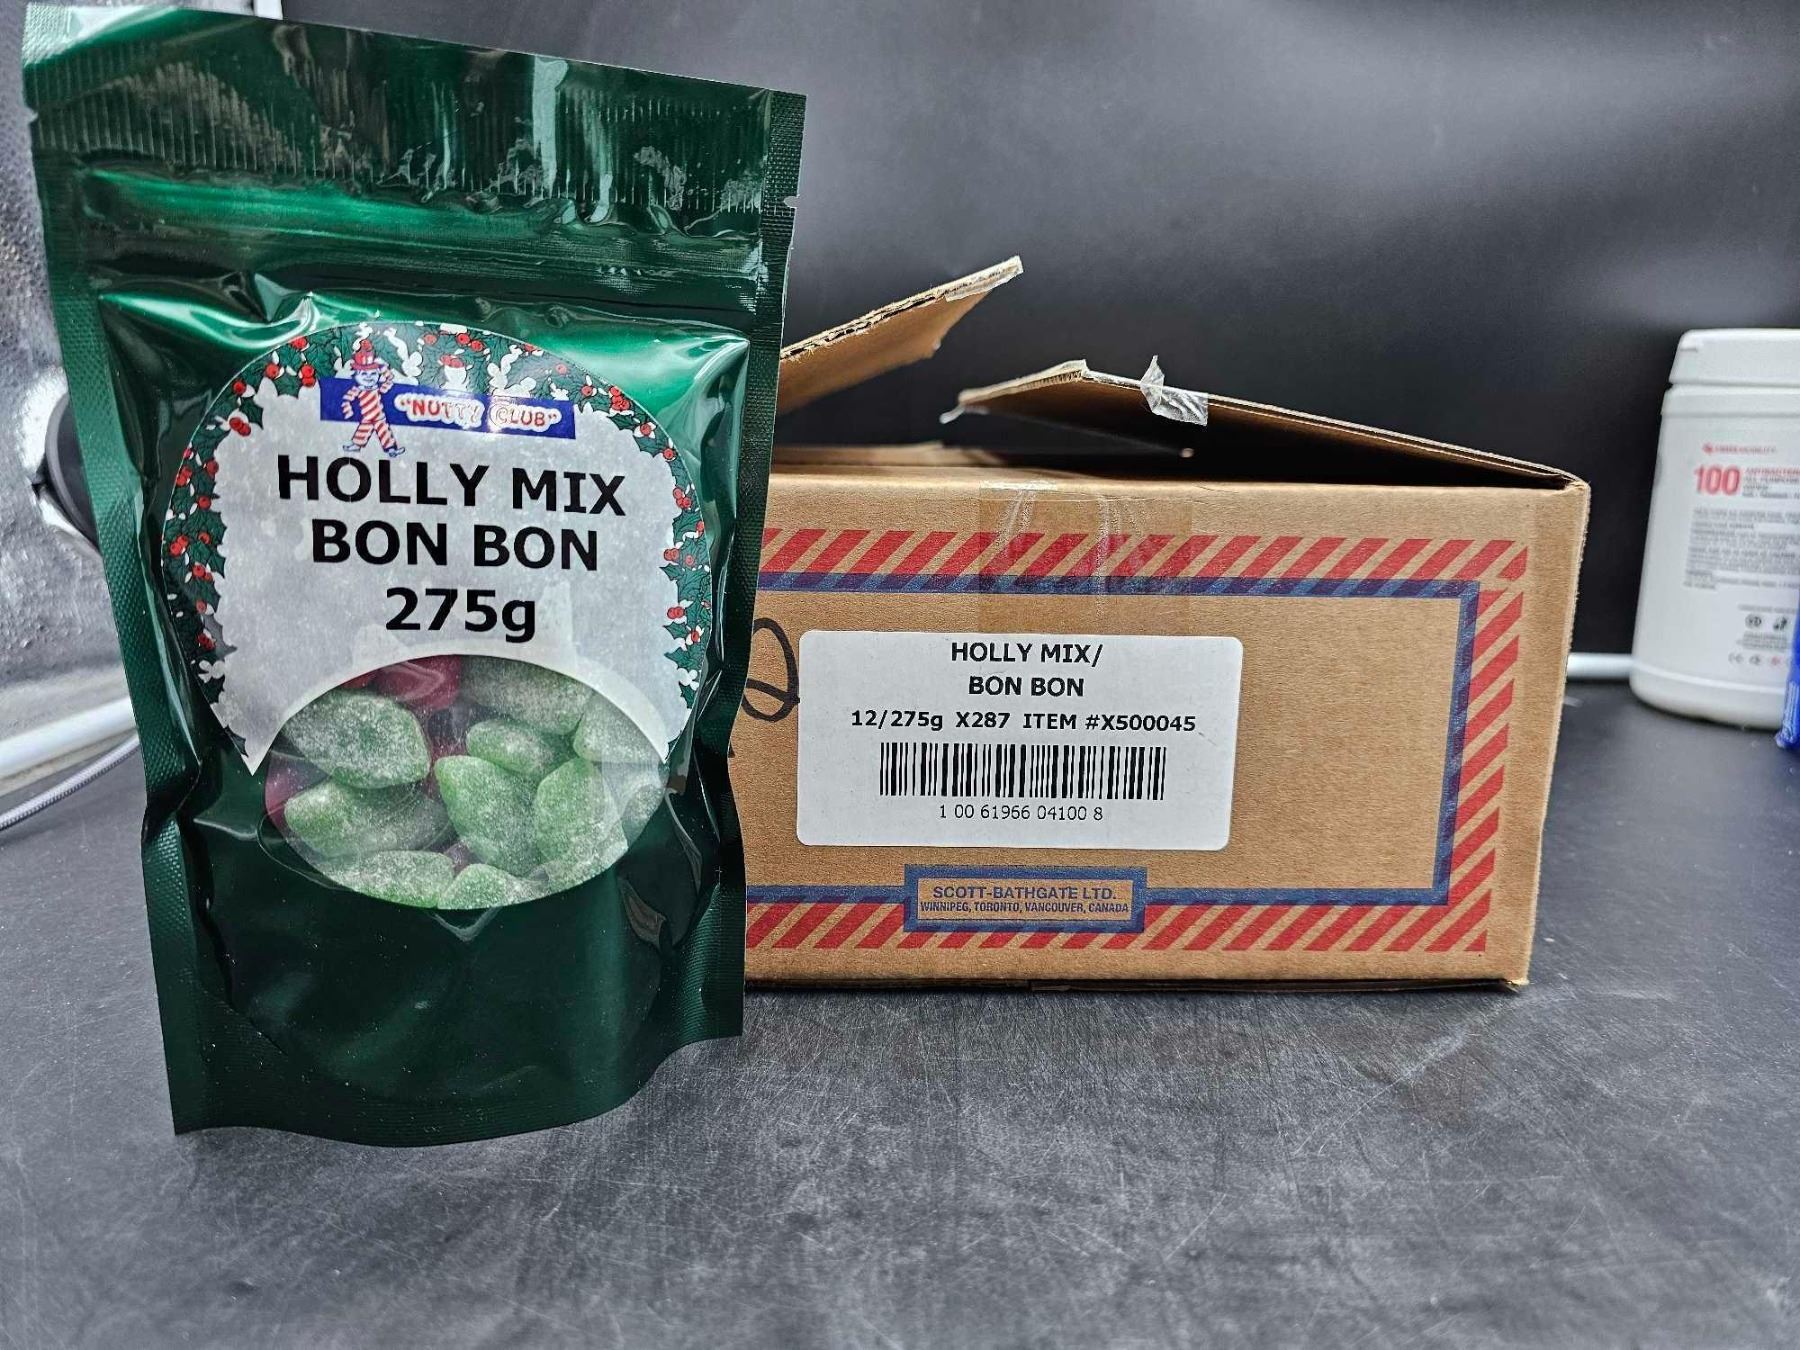 "NUTTY CLUB"
HOLLY MIX
BON BON
275g
HOLLY MIX/
BON BON
12/275g X287 ITEM #X500045
1 00 61966 04100 8
SCOTT-BATHGATE LTD.
WINNIPEG, TORONTO, VANCOUVER, CANADA
100